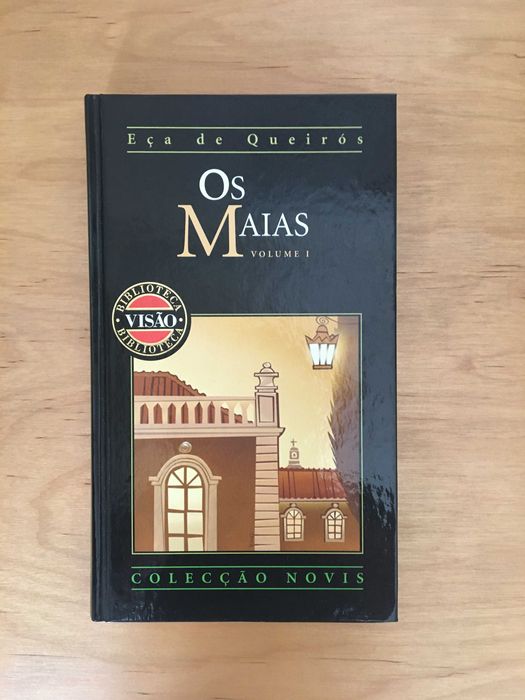 Eça de Queirós
OS
MAIAS
VOLUME I
BIBLIOTECA
VISÃO
BIBLIOTECA
COLECÇÃO NOVIS